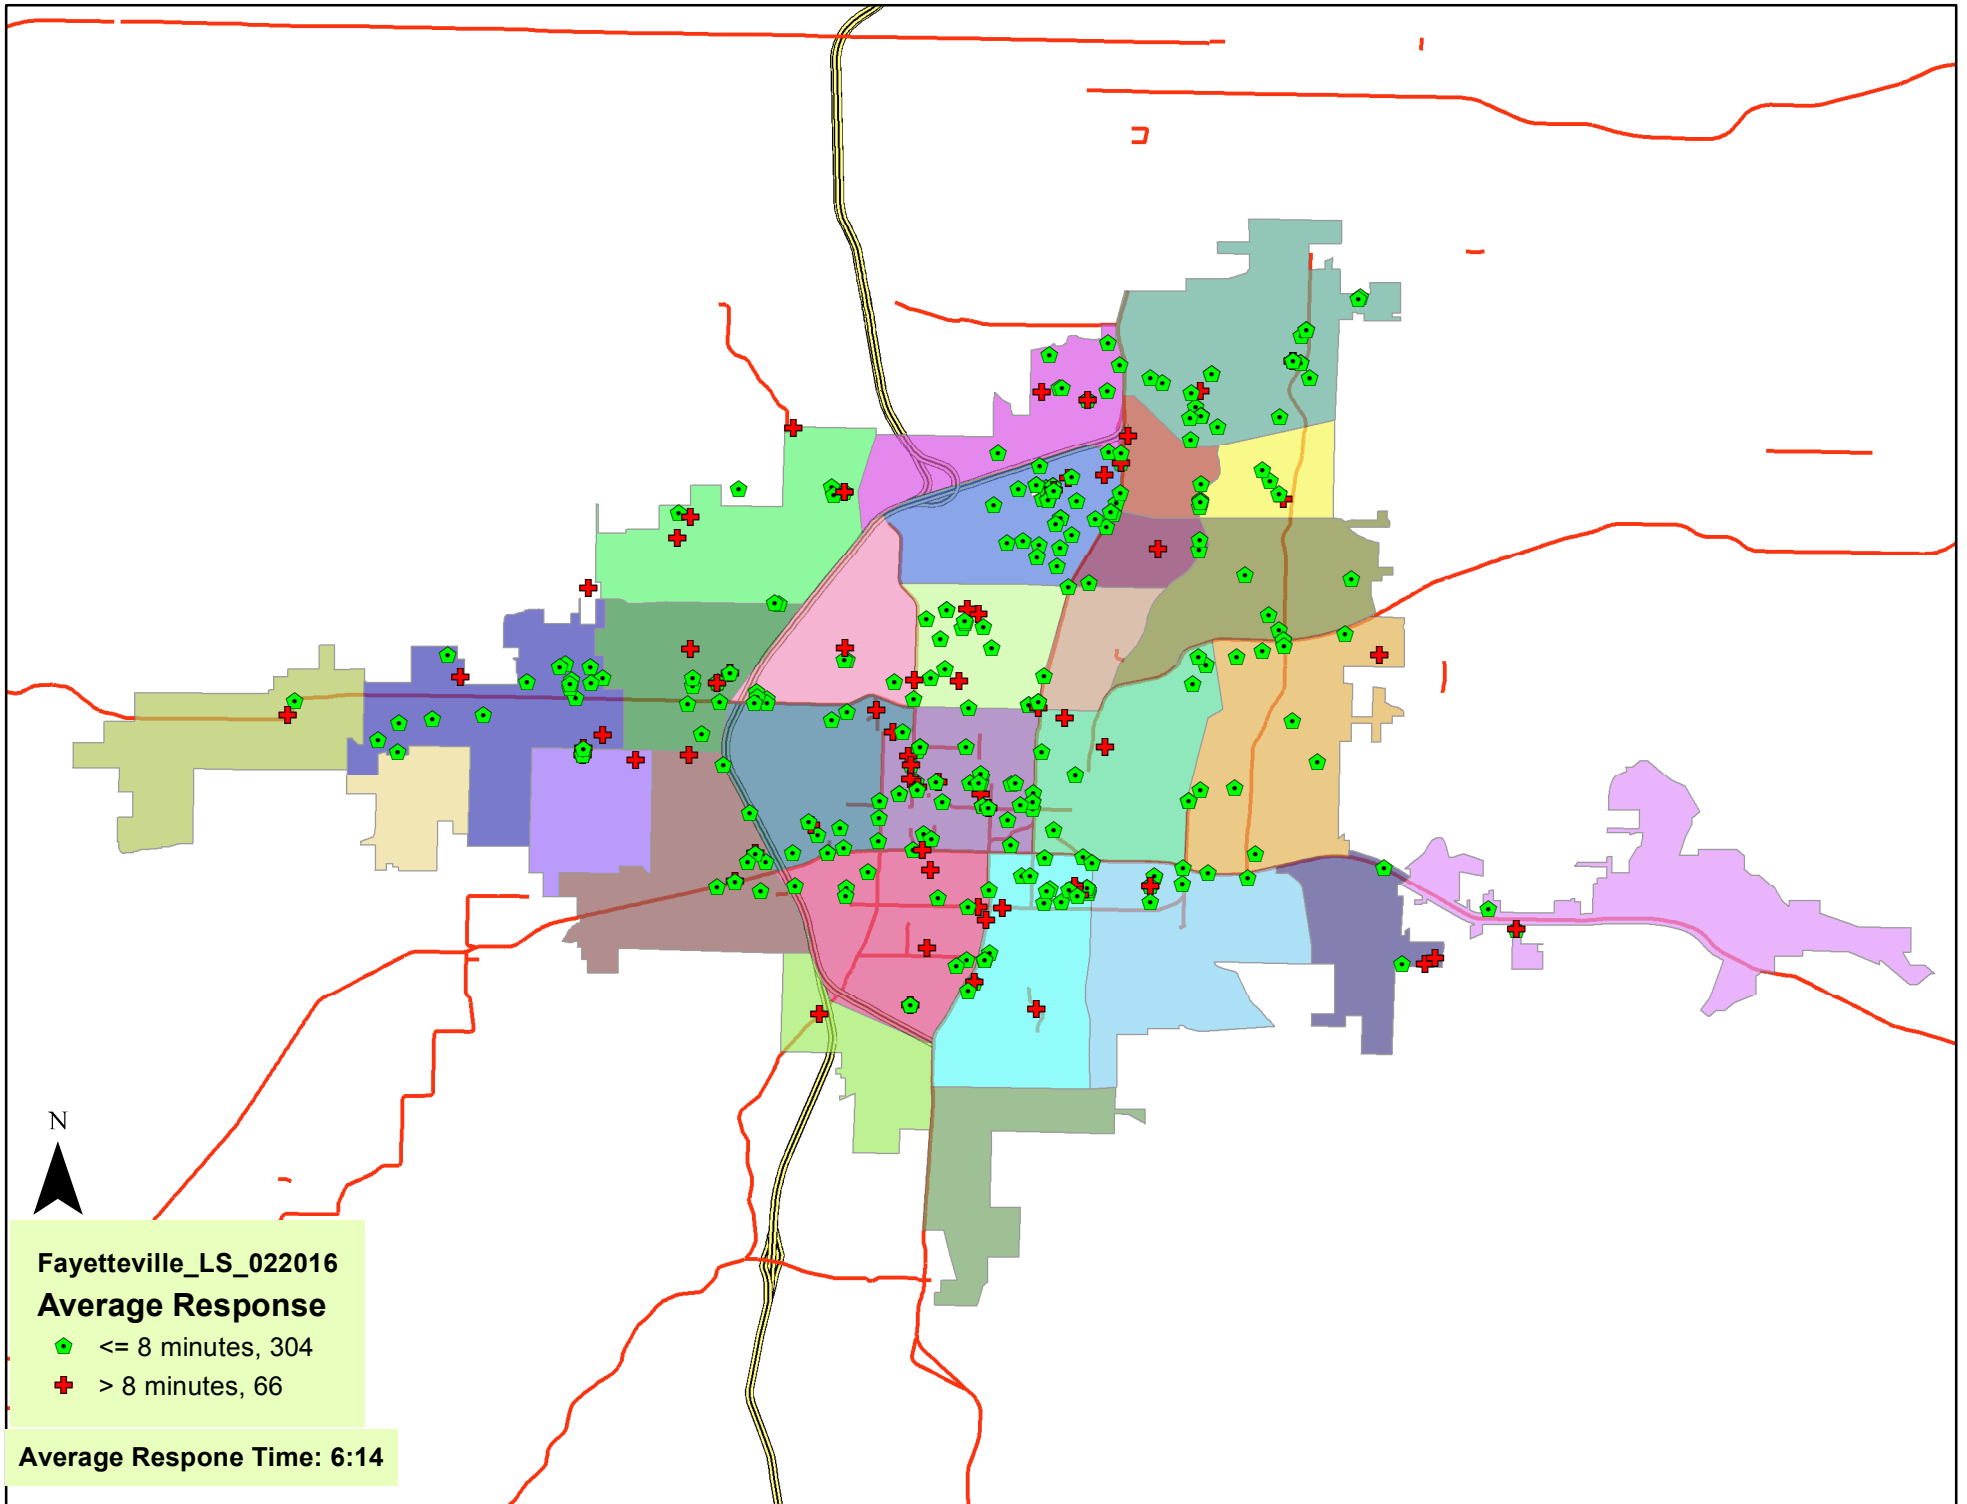 N
Fayetteville_LS_022016
Average Response
<= 8 minutes, 304
> 8 minutes, 66
Average Respone Time: 6:14